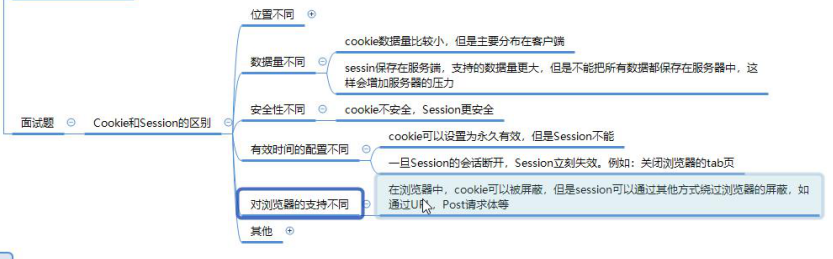 位置不同
cookie数据量比较小，但是主要分布在客户端
数据量不同
sessin保存在服务端，支持的数据量更大，但是不能把所有数据都保存在服务器中，这
样会增加服务器的压力
安全性不同
cookie不安全，Session更安全
面试题
Cookie和Session的区别
cookie可以设置为永久有效，但是Session不能
有效时间的配置不同
一旦Session的会话断开，Session立刻失效。例如：关闭浏览器的tab页
在浏览器中，cookie可以被屏蔽，但是session可以通过其他方式绕过浏览器的屏蔽，如
对浏览器的支持不同
通过URL，Post请求体等
其他